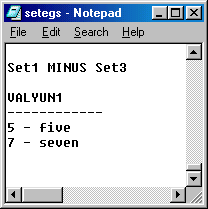 setegs - Notepad
File Edit Search Help
Set1 MINUS Set3
VALYUN1
------------
5 - five
7 - seven